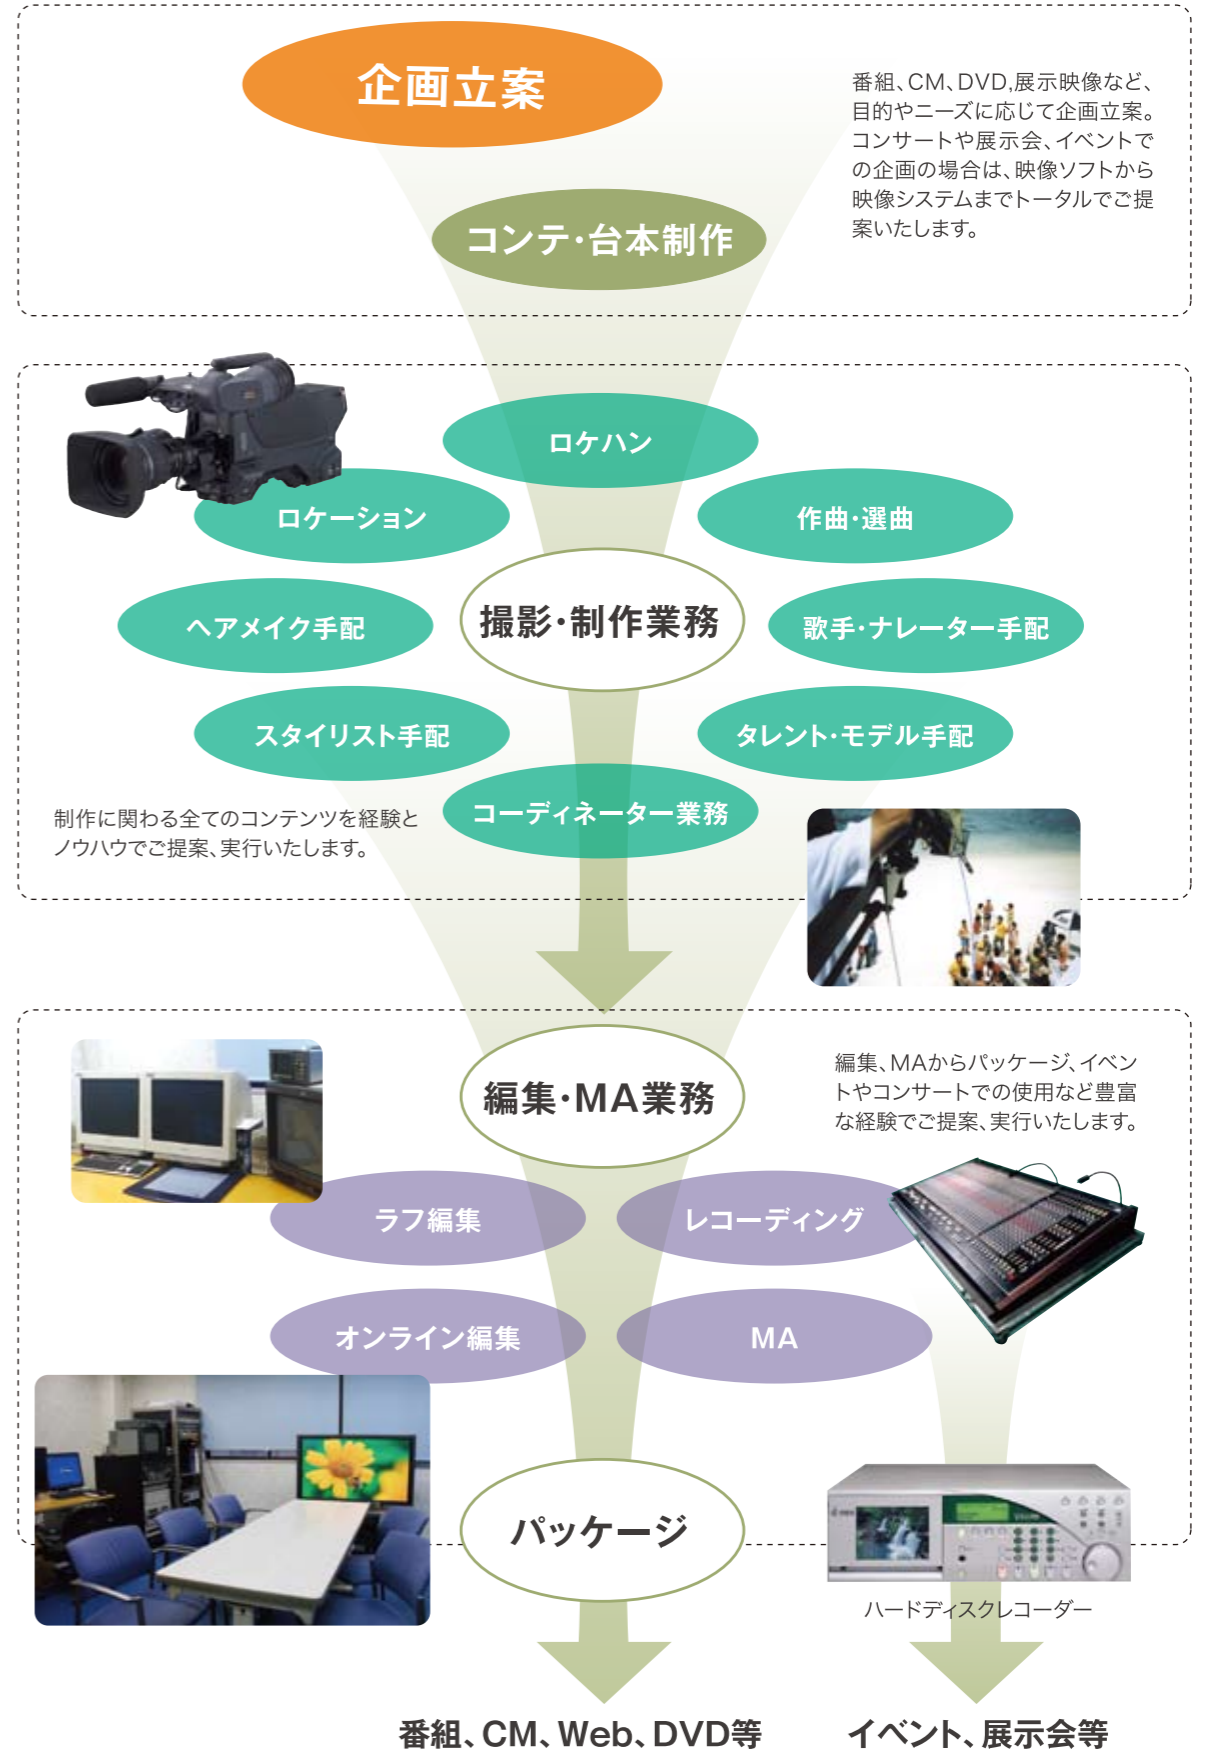 企画立案
番組、CM、DVD,展示映像など、
目的やニーズに応じて企画立案。
コンサートや展示会、イベントで
の企画の場合は、映像ソフトから
映像システムまでトータルでご提
案いたします。
コンテ・台本制作
ロケハン
ロケーション
作曲・選曲
ヘアメイク手配
撮影・制作業務
歌手・ナレーター手配
スタイリスト手配
タレント・モデル手配
コーディネーター業務
制作に関わる全てのコンテンツを経験と
ノウハウでご提案、実行いたします。
編集・MA業務
編集、MAからパッケージ、イベン
トやコンサートでの使用など豊富
な経験でご提案、実行いたします。
ラフ編集
レコーディング
オンライン編集
MA
パッケージ
ハードディスクレコーダー
番組、CM、Web、DVD等
イベント、展示会等